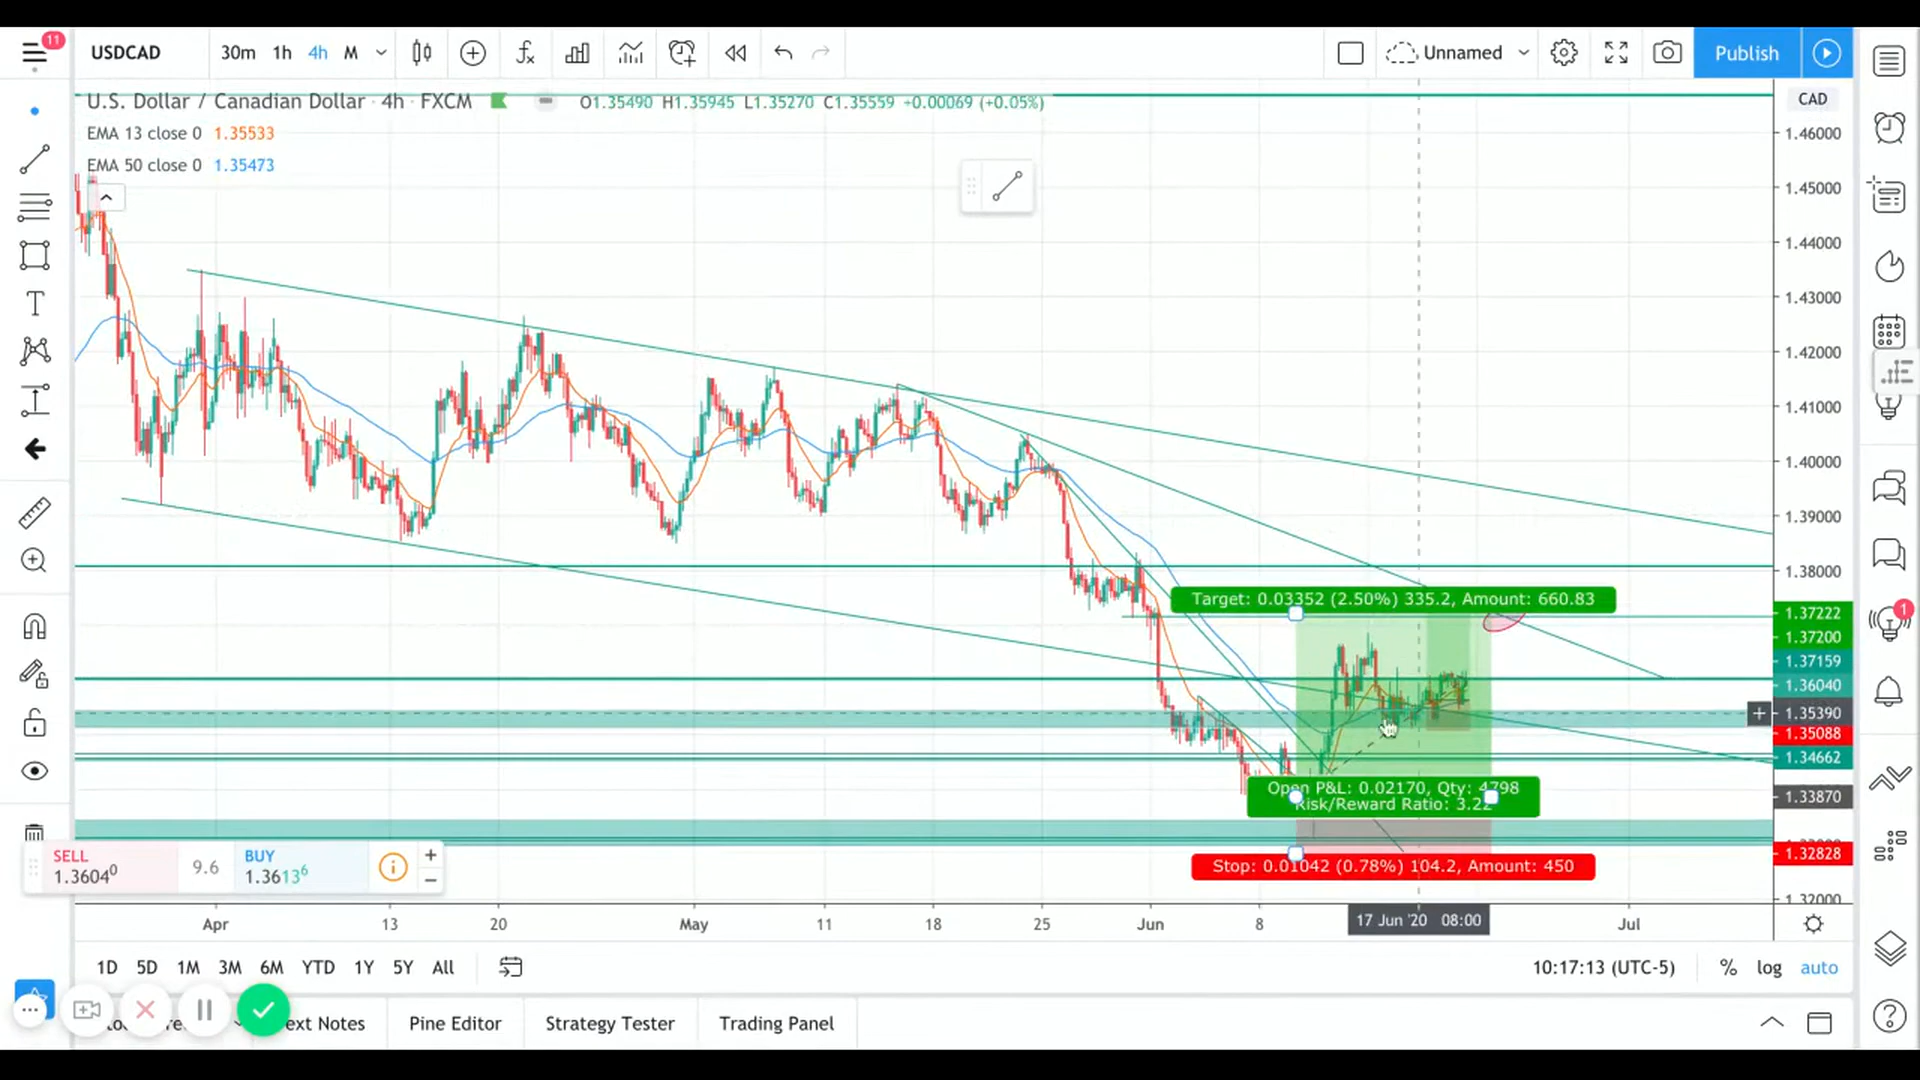 11
USDCAD 30m 1h 4h M Unnamed Publish
U.S. Dollar / Canadian Dollar · 4h · FXCM O1.35490 H1.35945 L1.35270 C1.35559 +0.00069 (+0.05%)
EMA 13 close 0 1.35533
EMA 50 close 0 1.35473
CAD
1.46000
1.45000
1.44000
1.43000
1.42000
1.41000
1.40000
1.39000
1.38000
Target: 0.03352 (2.50%) 335.2, Amount: 660.83
1.37222
1
1.37200
1.37159
1.36040
1.35390
1.35088
1.34662
Open P&L: 0.02170, Qty: 4798
Risk/Reward Ratio: 3.22
1.33870
1.32828
Stop: 0.01042 (0.78%) 104.2, Amount: 450
1.32000
SELL
1.36040
9.6
BUY
1.36136
Apr 13 20 May 11 18 25 Jun 8 17 Jun '20 08:00 Jul
1D 5D 1M 3M 6M YTD 1Y 5Y All 10:17:13 (UTC-5) % log auto
ext Notes Pine Editor Strategy Tester Trading Panel